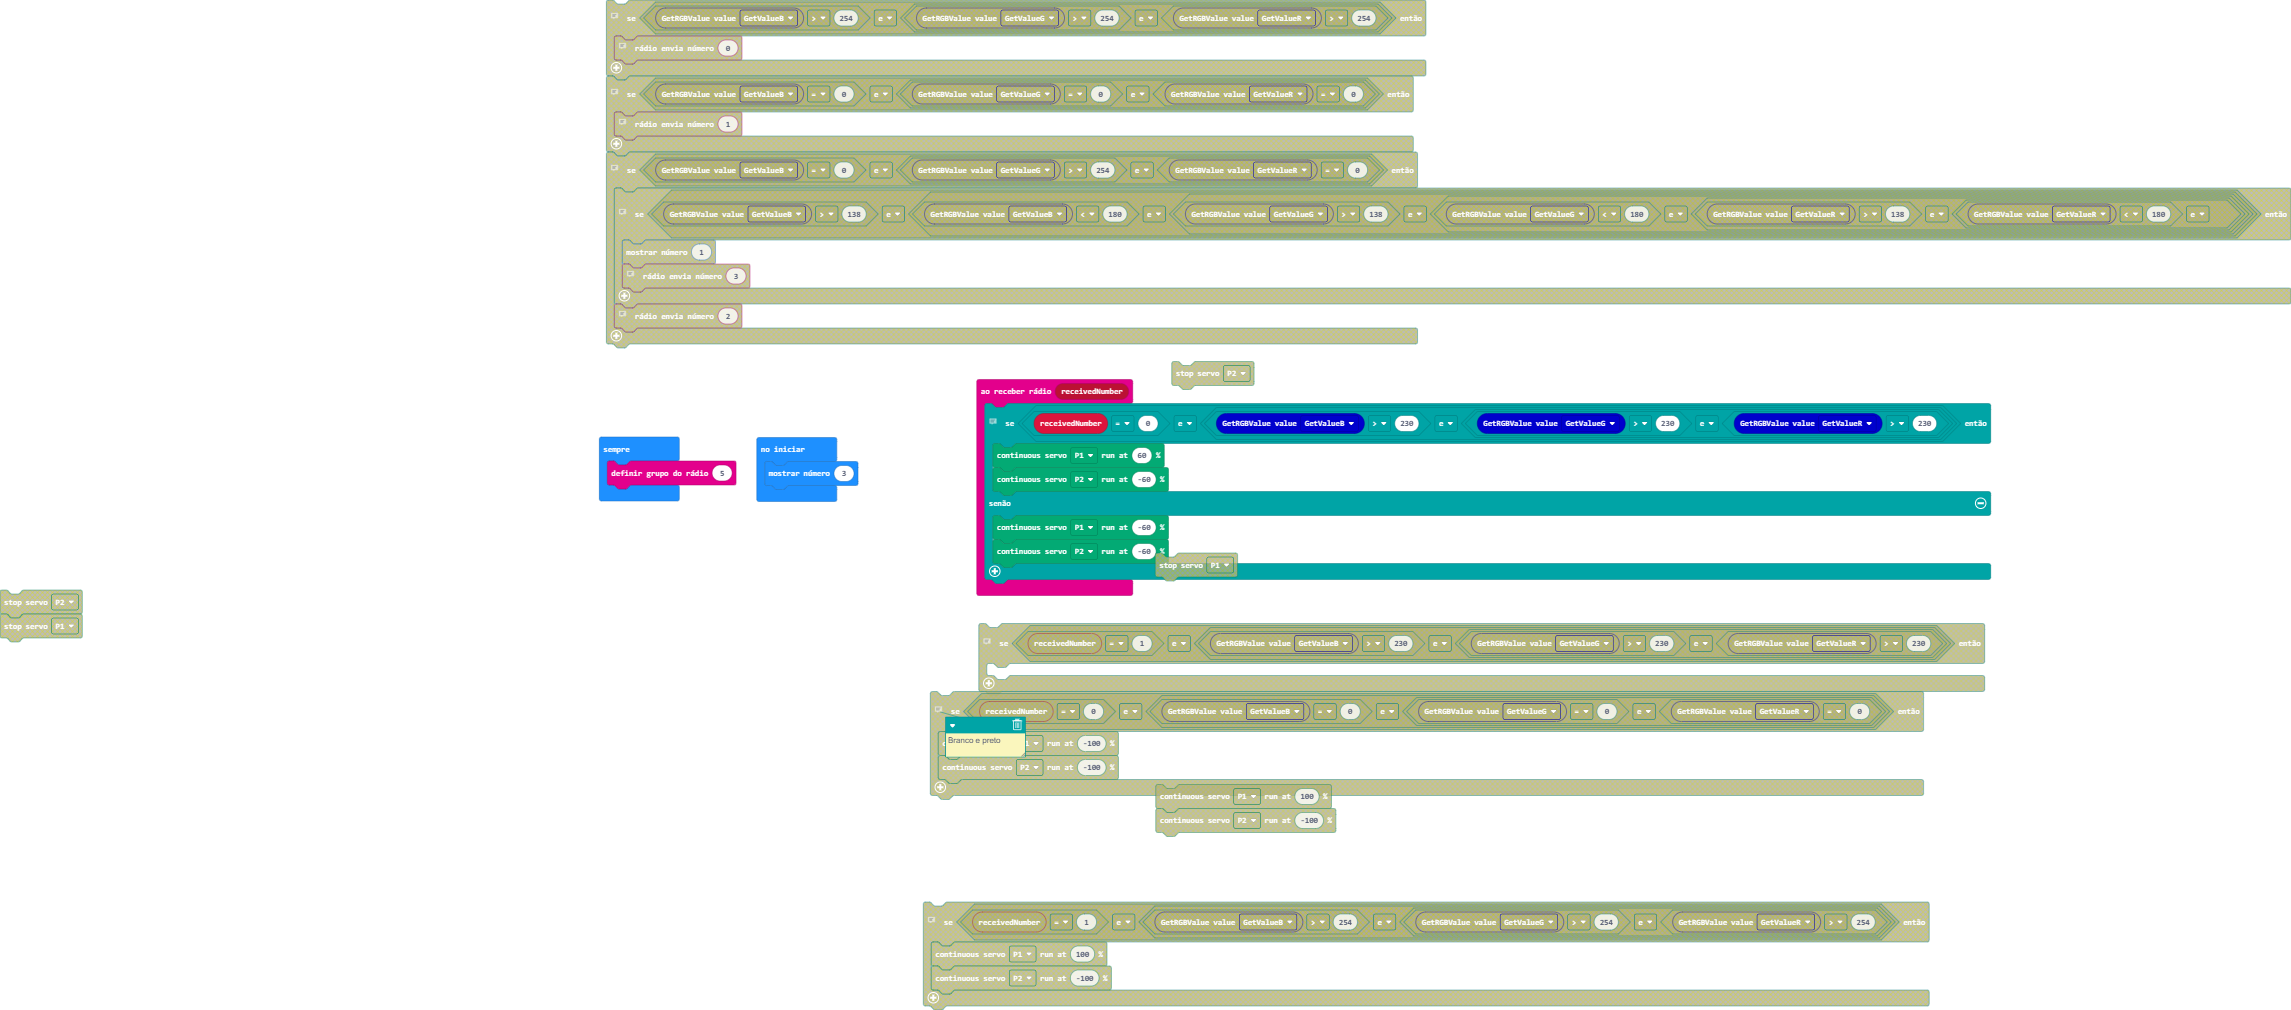 se GetRGBValue value GetValueB > 254 e GetRGBValue value GetValueG > 254 e GetRGBValue value GetValueR > 254 então
rádio envia número 0
se GetRGBValue value GetValueB = 0 e GetRGBValue value GetValueG = 0 e GetRGBValue value GetValueR = 0 então
rádio envia número 1
se GetRGBValue value GetValueB = 0 e GetRGBValue value GetValueG > 254 e GetRGBValue value GetValueR = 0 então
se GetRGBValue value GetValueB > 138 e GetRGBValue value GetValueB < 180 e GetRGBValue value GetValueG > 138 e GetRGBValue value GetValueG < 180 e GetRGBValue value GetValueR > 138 e GetRGBValue value GetValueR < 180 e então
mostrar número 1
rádio envia número 3
rádio envia número 2
stop servo P2
ao receber rádio receivedNumber
se receivedNumber = 0 e GetRGBValue value GetValueB > 230 e GetRGBValue value GetValueG > 230 e GetRGBValue value GetValueR > 230 então
continuous servo P1 run at 60 %
continuous servo P2 run at -60 %
senão
continuous servo P1 run at -60 %
continuous servo P2 run at -60 %
stop servo P1
sempre
definir grupo do rádio 5
no iniciar
mostrar número 3
stop servo P2
stop servo P1
se receivedNumber = 1 e GetRGBValue value GetValueB > 230 e GetRGBValue value GetValueG > 230 e GetRGBValue value GetValueR > 230 então
se receivedNumber = 0 e GetRGBValue value GetValueB = 0 e GetRGBValue value GetValueG = 0 e GetRGBValue value GetValueR = 0 então
Branco e preto
run at -100 %
continuous servo P2 run at -100 %
continuous servo P1 run at 100 %
continuous servo P2 run at -100 %
se receivedNumber = 1 e GetRGBValue value GetValueB > 254 e GetRGBValue value GetValueG > 254 e GetRGBValue value GetValueR > 254 então
continuous servo P1 run at 100 %
continuous servo P2 run at -100 %